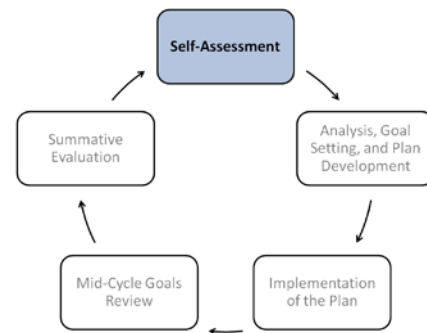 Self-Assessment
Analysis, Goal
Setting, and Plan
Development
Implementation
of the Plan
Mid-Cycle Goals
Review
Summative
Evaluation